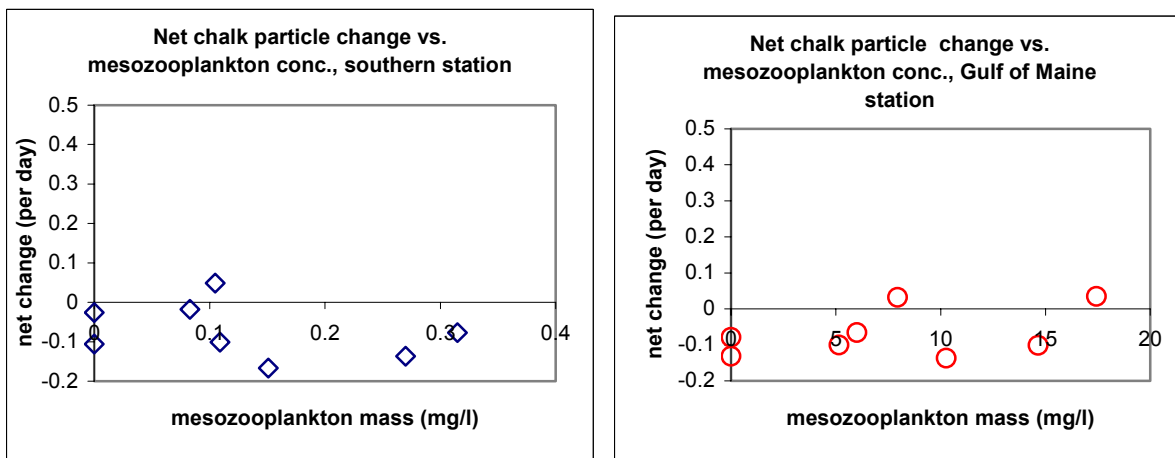 Net chalk particle change vs.
mesozooplankton conc., southern station
0.5
0.4
0.3
0.2
0.1
0
-0.1
-0.2
0
0.1
0.2
0.3
0.4
net change (per day)
mesozooplankton mass (mg/l)
Net chalk particle change vs.
mesozooplankton conc., Gulf of Maine
station
0.5
0.4
0.3
0.2
0.1
0
-0.1
-0.2
0
5
10
15
20
net change (per day)
mesozooplankton mass (mg/l)